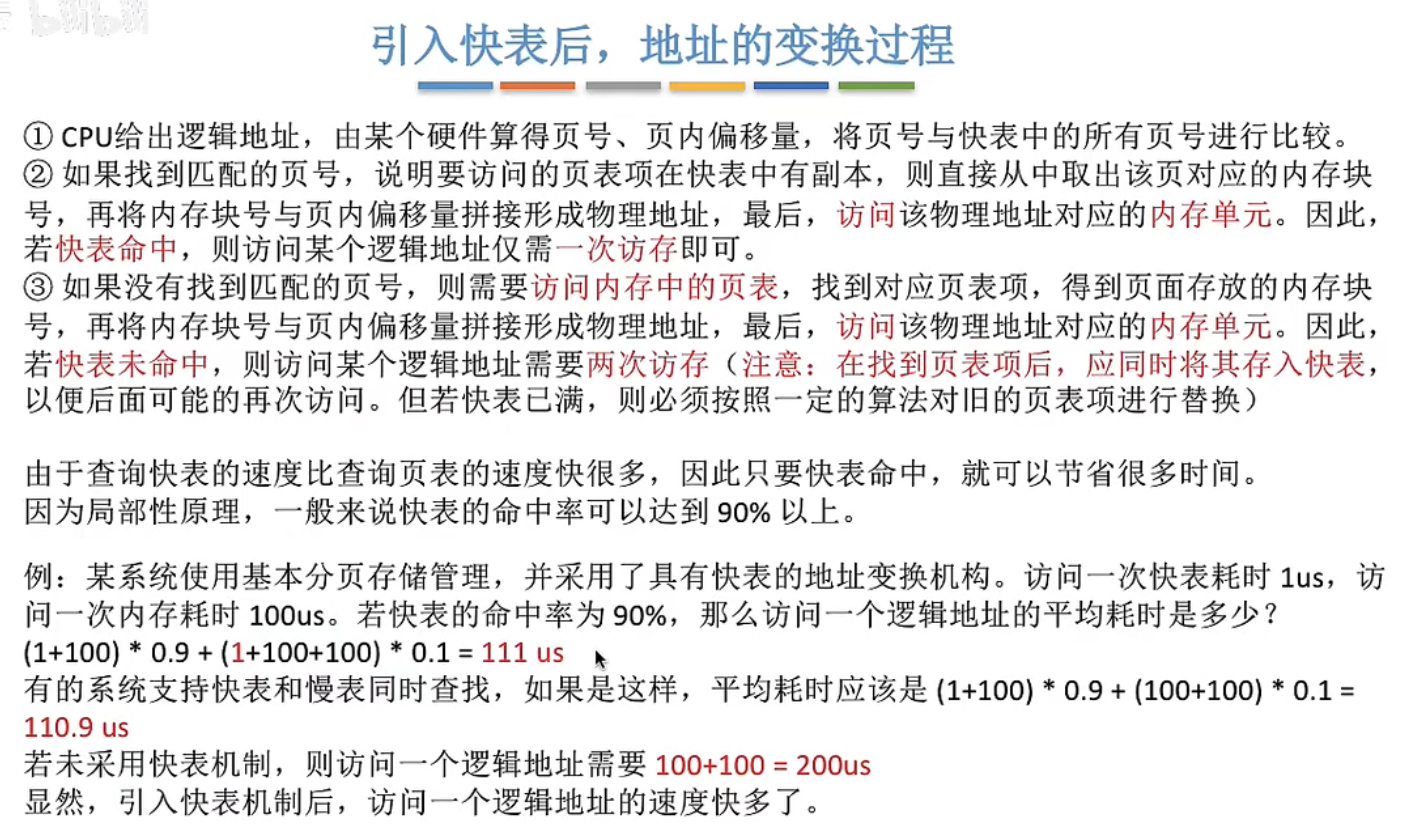 引入快表后，地址的变换过程
① CPU给出逻辑地址，由某个硬件算得页号、页内偏移量，将页号与快表中的所有页号进行比较。
② 如果找到匹配的页号，说明要访问的页表项在快表中有副本，则直接从中取出该页对应的内存块
号，再将内存块号与页内偏移量拼接形成物理地址，最后，访问该物理地址对应的内存单元。因此，
若快表命中，则访问某个逻辑地址仅需一次访存即可。
③ 如果没有找到匹配的页号，则需要访问内存中的页表，找到对应页表项，得到页面存放的内存块
号，再将内存块号与页内偏移量拼接形成物理地址，最后，访问该物理地址对应的内存单元。因此，
若快表未命中，则访问某个逻辑地址需要两次访存（注意：在找到页表项后，应同时将其存入快表，
以便后面可能的再次访问。但若快表已满，则必须按照一定的算法对旧的页表项进行替换）
由于查询快表的速度比查询页表的速度快很多，因此只要快表命中，就可以节省很多时间。
因为局部性原理，一般来说快表的命中率可以达到 90% 以上。
例：某系统使用基本分页存储管理，并采用了具有快表的地址变换机构。访问一次快表耗时 1us，访
问一次内存耗时 100us。若快表的命中率为 90%，那么访问一个逻辑地址的平均耗时是多少？
(1+100) * 0.9 + (1+100+100) * 0.1 = 111 us
有的系统支持快表和慢表同时查找，如果是这样，平均耗时应该是 (1+100) * 0.9 + (100+100) * 0.1 =
110.9 us
若未采用快表机制，则访问一个逻辑地址需要 100+100 = 200us
显然，引入快表机制后，访问一个逻辑地址的速度快多了。